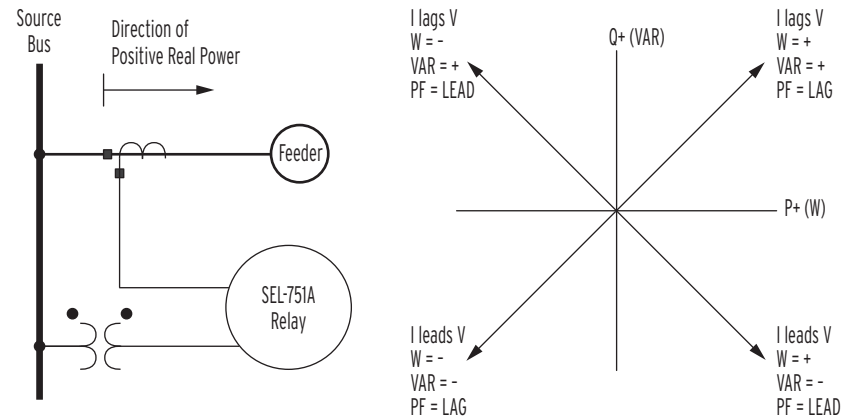 Source
Bus
Direction of
Positive Real Power
Feeder
SEL-751A
Relay
I lags V
W = -
VAR = +
PF = LEAD
Q+ (VAR)
I lags V
W = +
VAR = +
PF = LAG
P+ (W)
I leads V
W = -
VAR = -
PF = LAG
I leads V
W = +
VAR = -
PF = LEAD